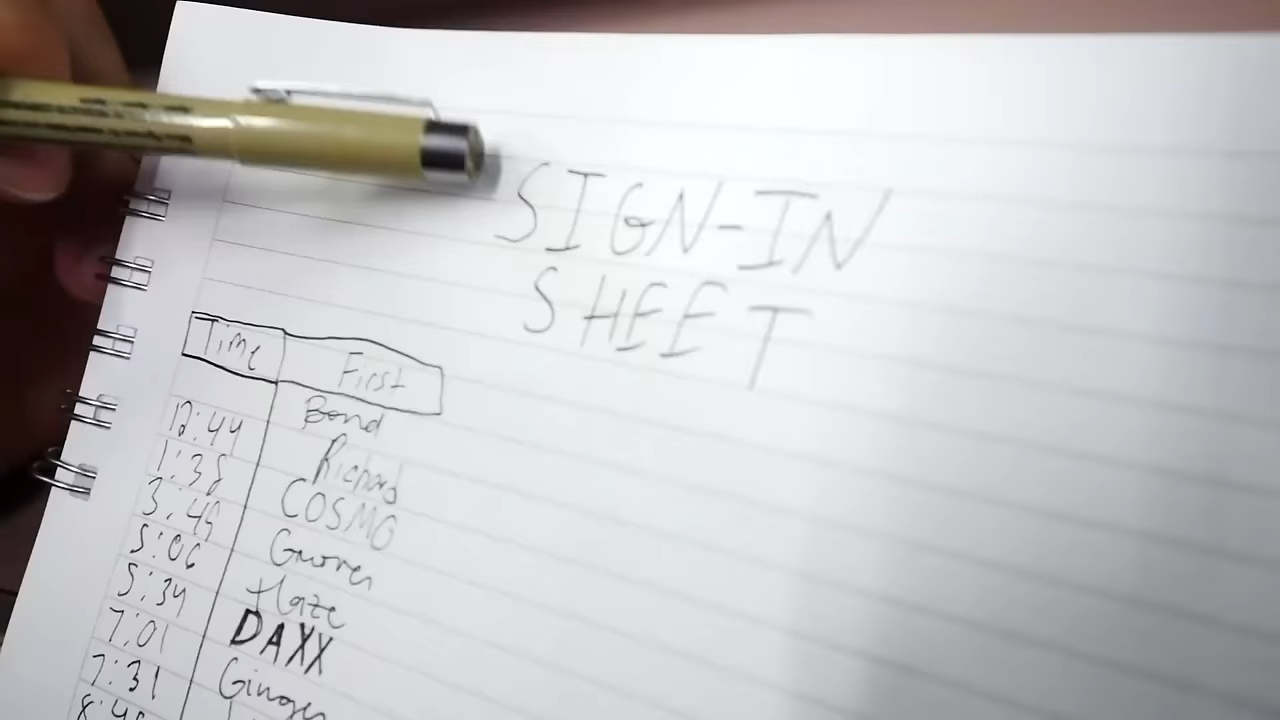 SIGN-IN
SHEET
Time First
12:44 Bond
1:38 Richard
3:49 COSMO
5:06 Grover
5:34 Haze
7:01 DAXX
7:31 Ginger